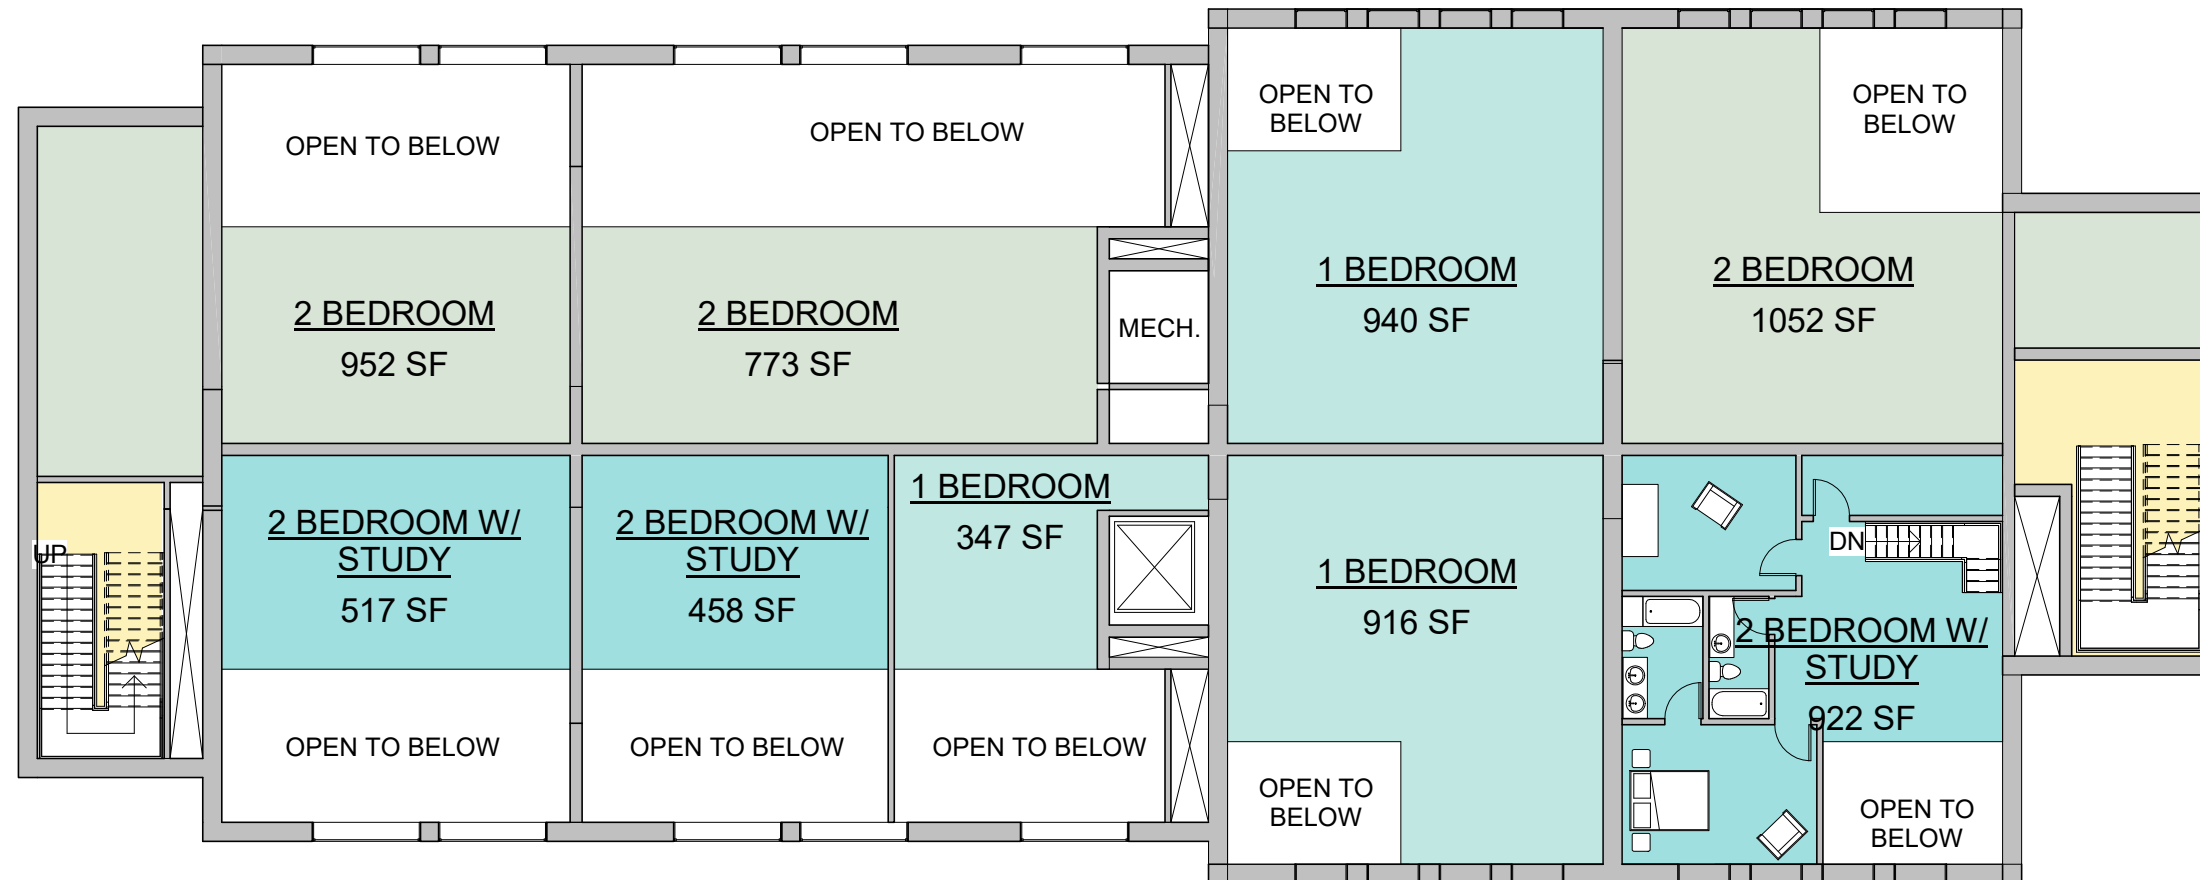 OPEN TO BELOW
OPEN TO BELOW
OPEN TO
BELOW
OPEN TO
BELOW
2 BEDROOM
952 SF
2 BEDROOM
773 SF
MECH.
1 BEDROOM
940 SF
2 BEDROOM
1052 SF
UP
2 BEDROOM W/
STUDY
517 SF
2 BEDROOM W/
STUDY
458 SF
1 BEDROOM
347 SF
1 BEDROOM
916 SF
DN
2 BEDROOM W/
STUDY
922 SF
OPEN TO BELOW
OPEN TO BELOW
OPEN TO BELOW
OPEN TO
BELOW
OPEN TO
BELOW